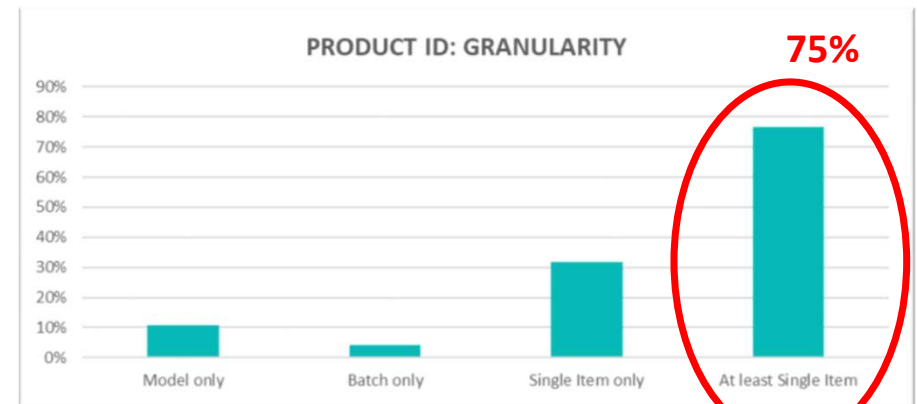 PRODUCT ID: GRANULARITY
75%
90%
80%
70%
60%
50%
40%
30%
20%
10%
0%
Model only
Batch only
Single Item only
At least Single Item